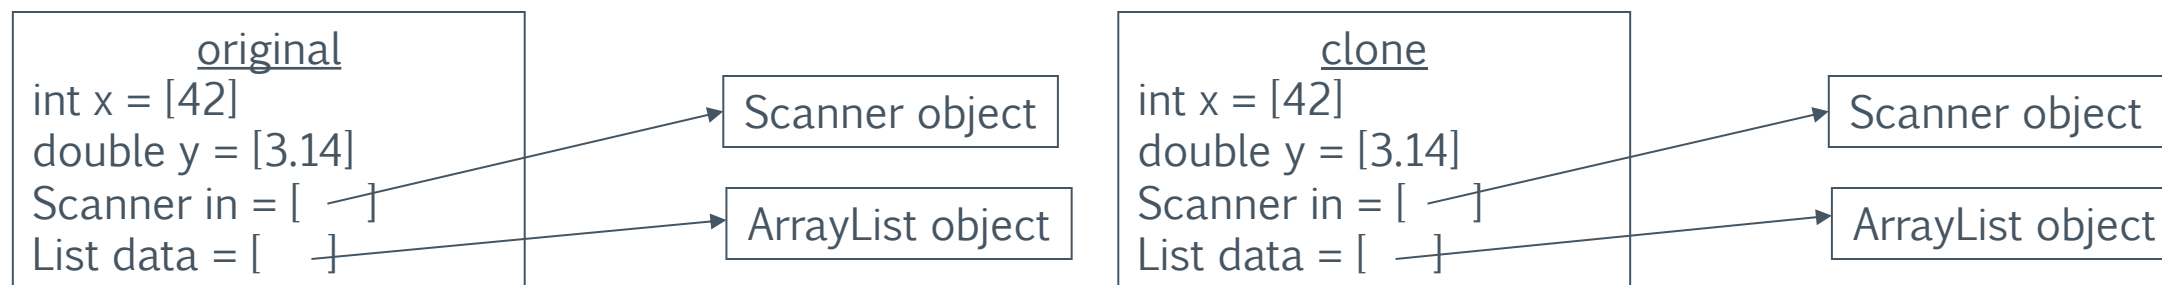 original
int x = [42]
double y = [3.14]
Scanner in = [ ]
List data = [ ]
Scanner object
ArrayList object
clone
int x = [42]
double y = [3.14]
Scanner in = [ ]
List data = [ ]
Scanner object
ArrayList object